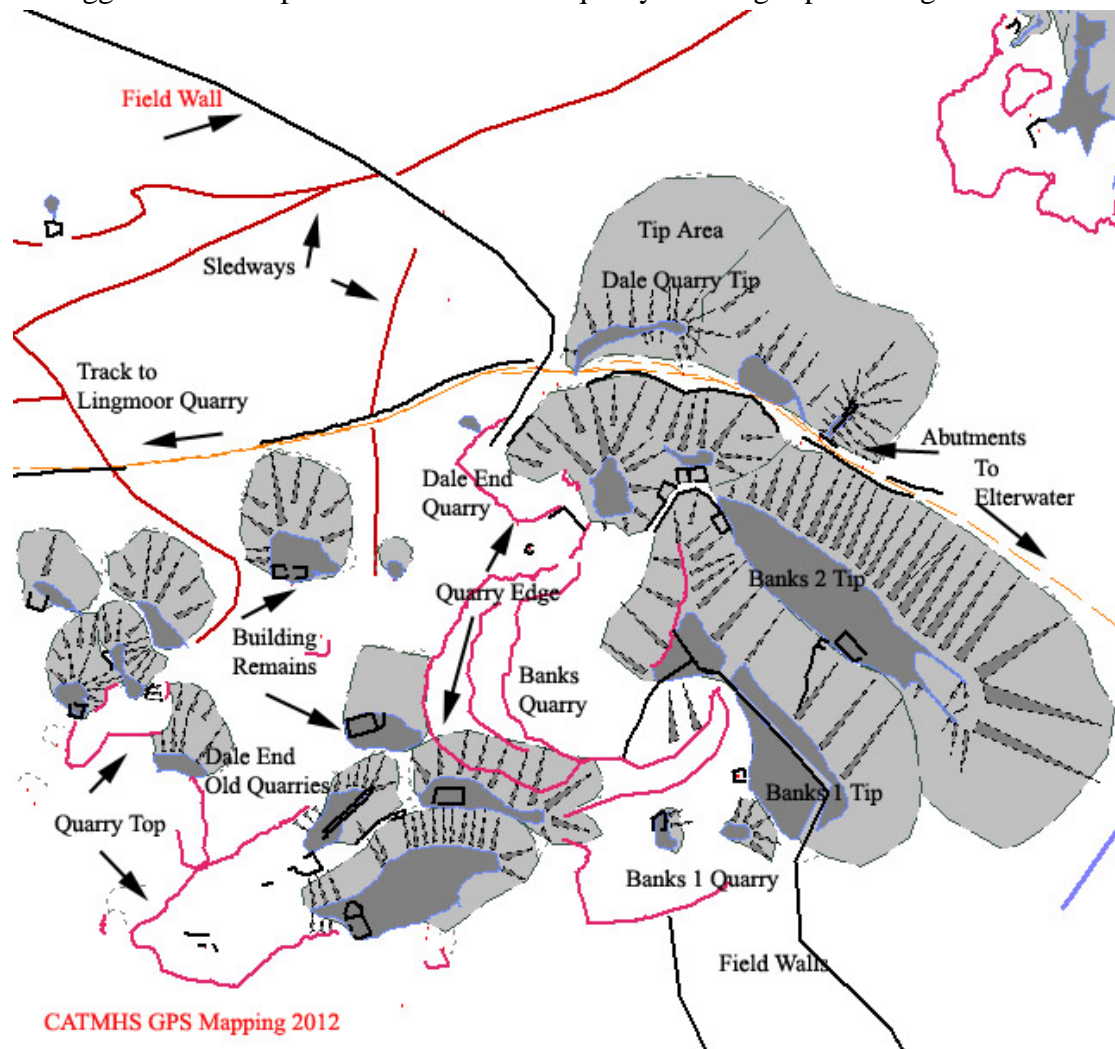 Field Wall
Tip Area
Sledways
Dale Quarry Tip
Track to
Lingmoor Quarry
Abutments
To
Elterwater
Dale End
Quarry
Banks 2 Tip
Quarry Edge
Building
Remains
Banks
Quarry
Dale End
Old Quarries
Banks 1 Tip
Quarry Top
Banks 1 Quarry
Field Walls
CATMHS GPS Mapping 2012